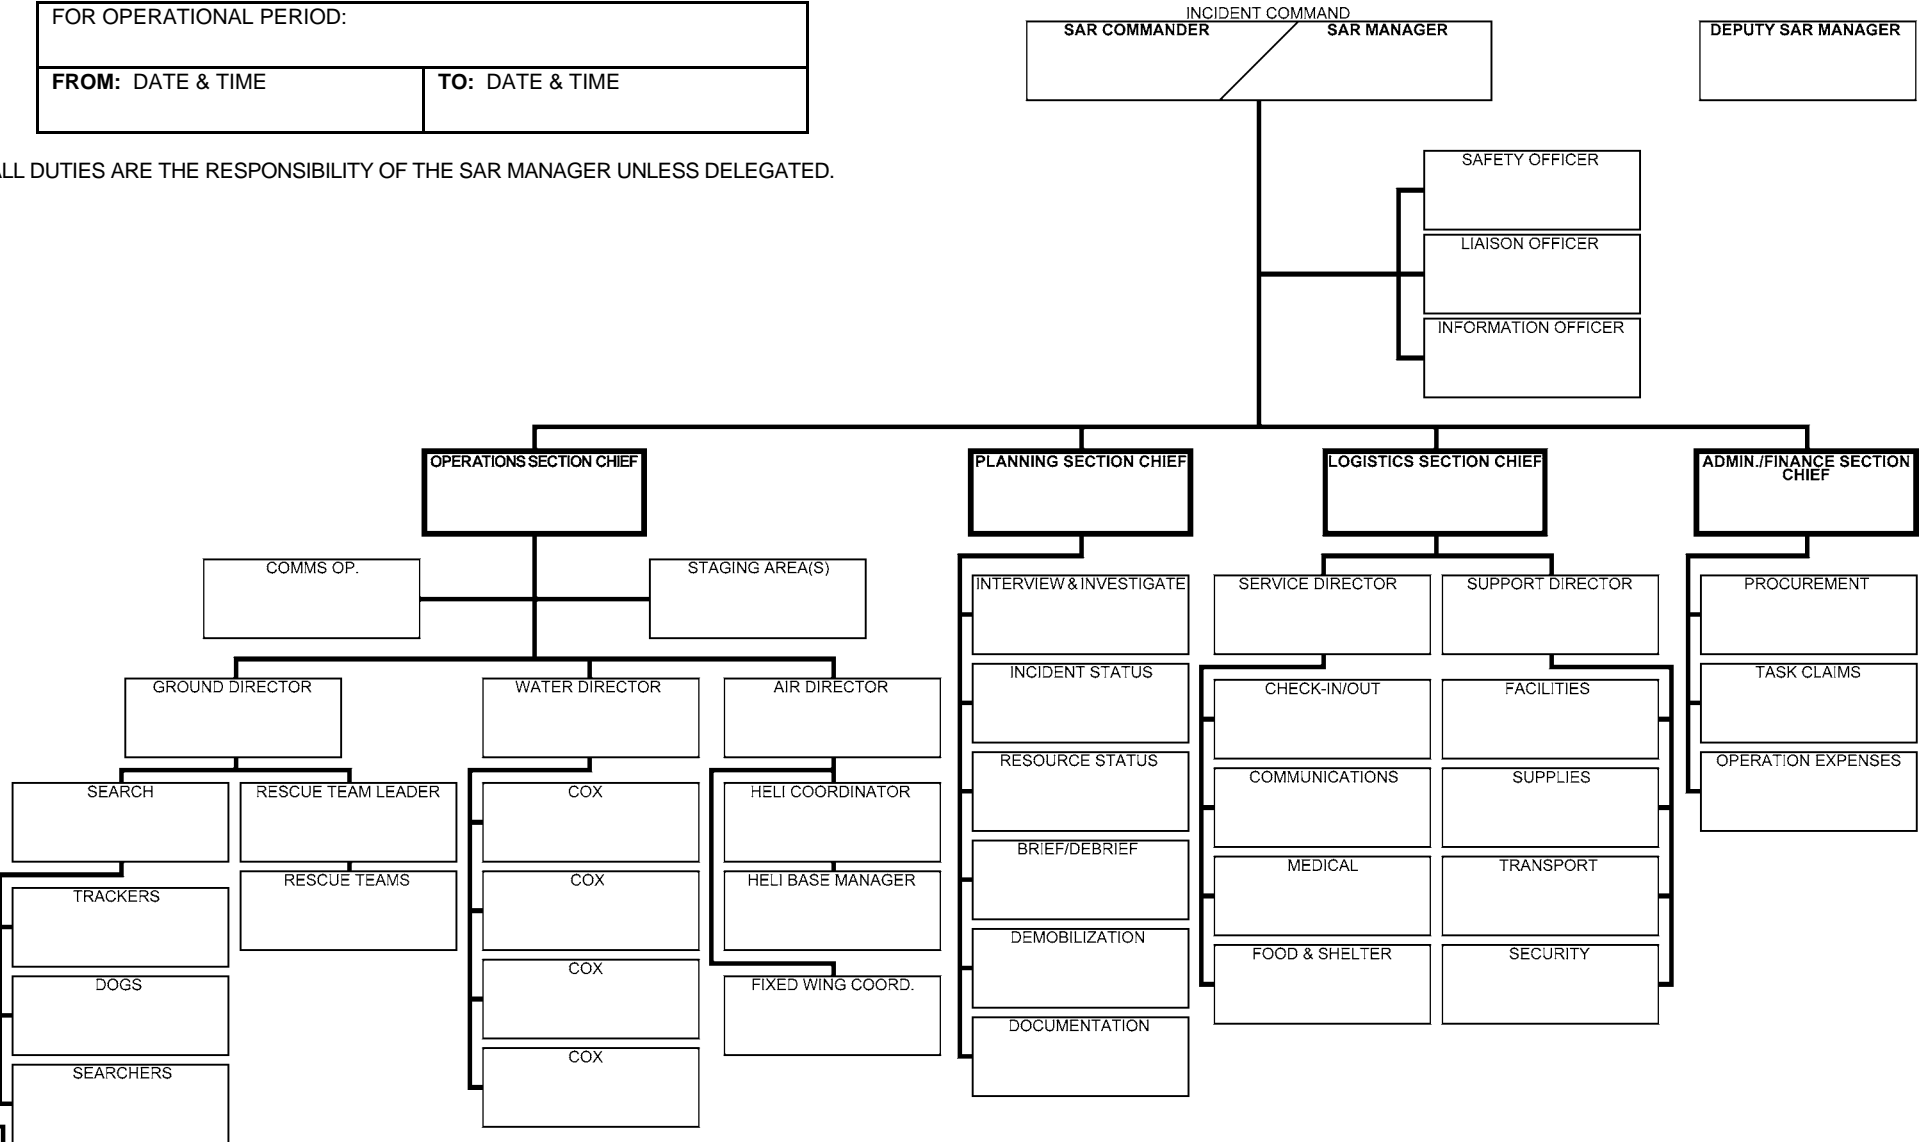 FOR OPERATIONAL PERIOD:
FROM: DATE & TIME
TO: DATE & TIME
ALL DUTIES ARE THE RESPONSIBILITY OF THE SAR MANAGER UNLESS DELEGATED.
INCIDENT COMMAND
SAR COMMANDER
SAR MANAGER
DEPUTY SAR MANAGER
SAFETY OFFICER
LIAISON OFFICER
INFORMATION OFFICER
OPERATIONS SECTION CHIEF
PLANNING SECTION CHIEF
LOGISTICS SECTION CHIEF
ADMIN./FINANCE SECTION
CHIEF
COMMS OP.
STAGING AREA(S)
GROUND DIRECTOR
WATER DIRECTOR
AIR DIRECTOR
SEARCH
RESCUE TEAM LEADER
TRACKERS
RESCUE TEAMS
DOGS
SEARCHERS
COX
COX
COX
COX
HELI COORDINATOR
HELI BASE MANAGER
FIXED WING COORD.
INTERVIEW & INVESTIGATE
INCIDENT STATUS
RESOURCE STATUS
BRIEF/DEBRIEF
DEMOBILIZATION
DOCUMENTATION
SERVICE DIRECTOR
SUPPORT DIRECTOR
CHECK-IN/OUT
COMMUNICATIONS
MEDICAL
FOOD & SHELTER
FACILITIES
SUPPLIES
TRANSPORT
SECURITY
PROCUREMENT
TASK CLAIMS
OPERATION EXPENSES